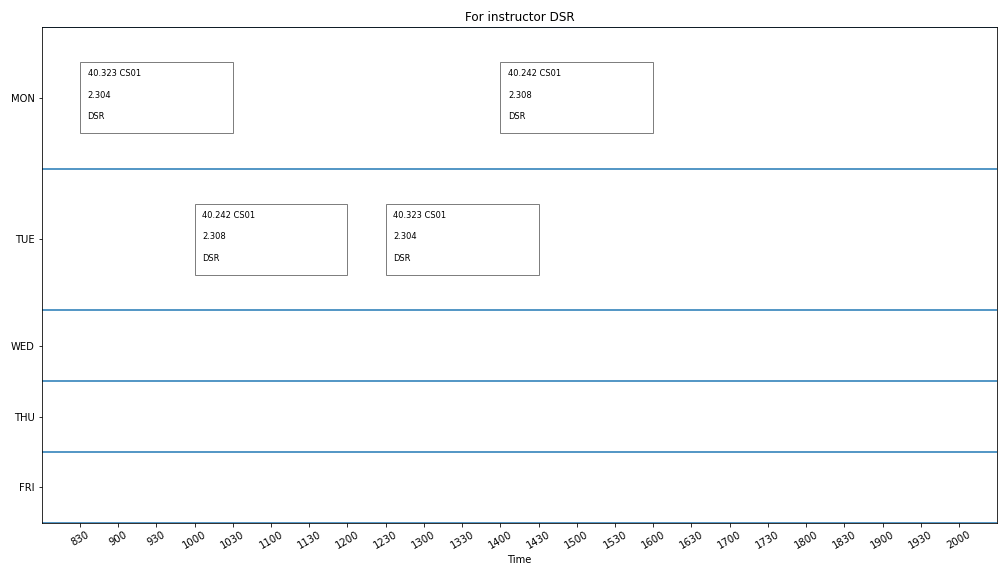 For instructor DSR
MON
40.323 CS01
2.304
DSR
40.242 CS01
2.308
DSR
TUE
40.242 CS01
2.308
DSR
40.323 CS01
2.304
DSR
WED
THU
FRI
830 900 930 1000 1030 1100 1130 1200 1230 1300 1330 1400 1430 1500 1530 1600 1630 1700 1730 1800 1830 1900 1930 2000
Time